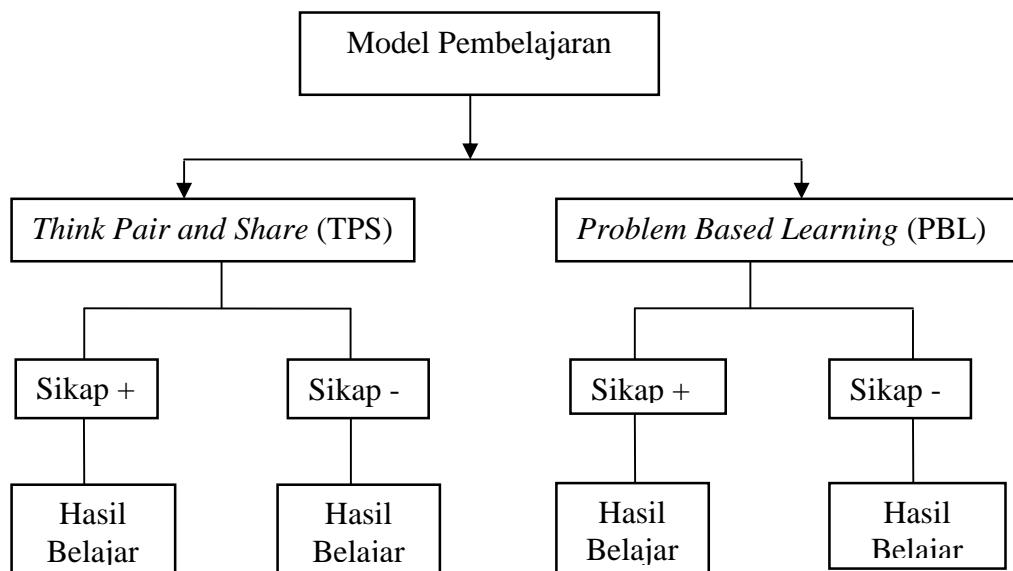 Model Pembelajaran
Think Pair and Share (TPS)
Problem Based Learning (PBL)
Sikap +
Sikap -
Sikap +
Sikap -
Hasil
Belajar
Hasil
Belajar
Hasil
Belajar
Hasil
Belajar